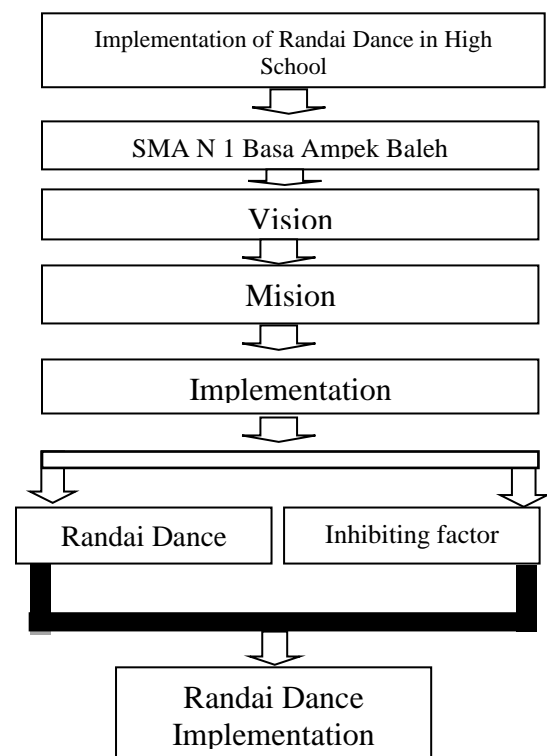 Implementation of Randai Dance in High
School
SMA N 1 Basa Ampek Baleh
Vision
Mision
Implementation
Randai Dance
Inhibiting factor
Randai Dance
Implementation